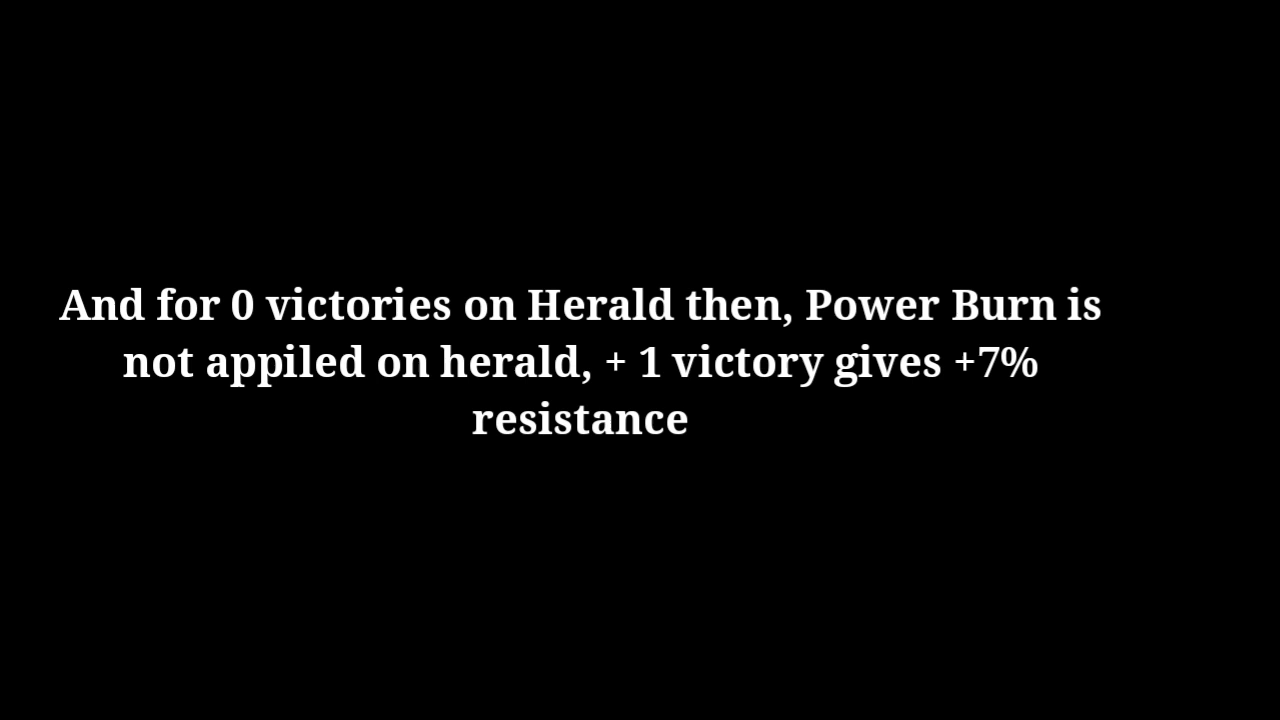 And for 0 victories on Herald then, Power Burn is
not appiled on herald, + 1 victory gives +7%
resistance